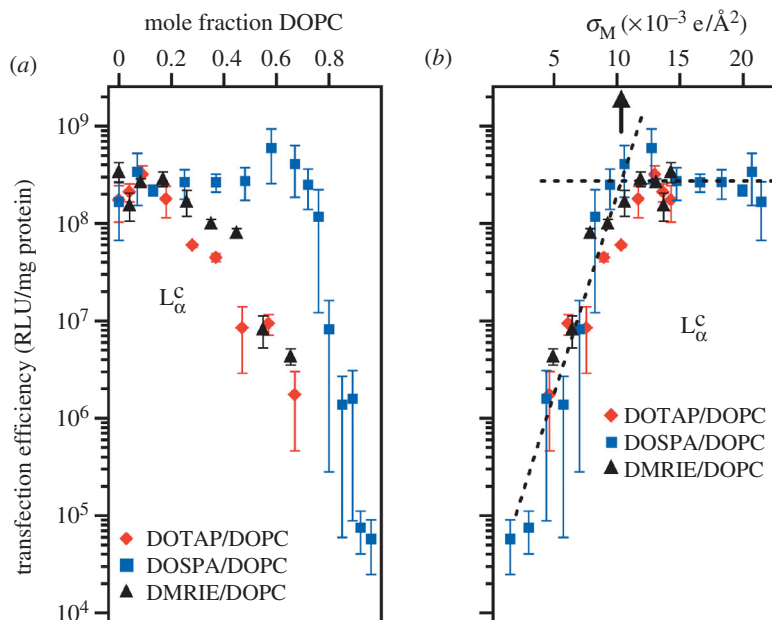 mole fraction DOPC
(a)
0 0.2 0.4 0.6 0.8
transfection efficiency (RLU/mg protein)
10⁹
10⁸
10⁷
10⁶
10⁵
10⁴
Lαᶜ
DOTAP/DOPC
DOSPA/DOPC
DMRIE/DOPC
σM (×10⁻³ e/Å²)
(b)
5 10 15 20
Lαᶜ
DOTAP/DOPC
DOSPA/DOPC
DMRIE/DOPC